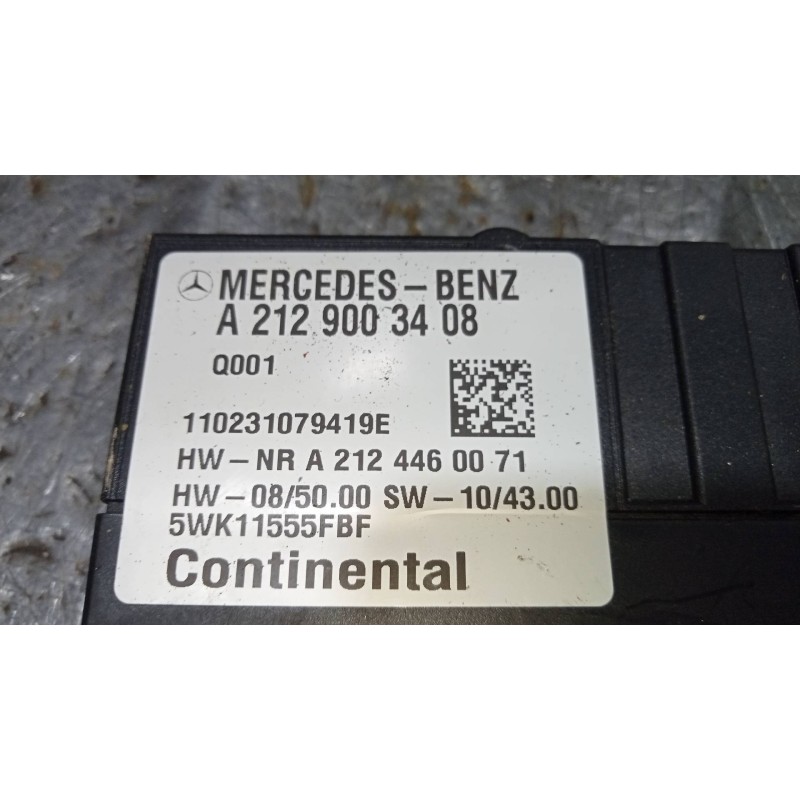 MERCEDES-BENZ
A 212 900 34 08
Q001
110231079419E
HW-NR A 212 446 00 71
HW-08/50.00 SW-10/43.00
5WK11555FBF
Continental